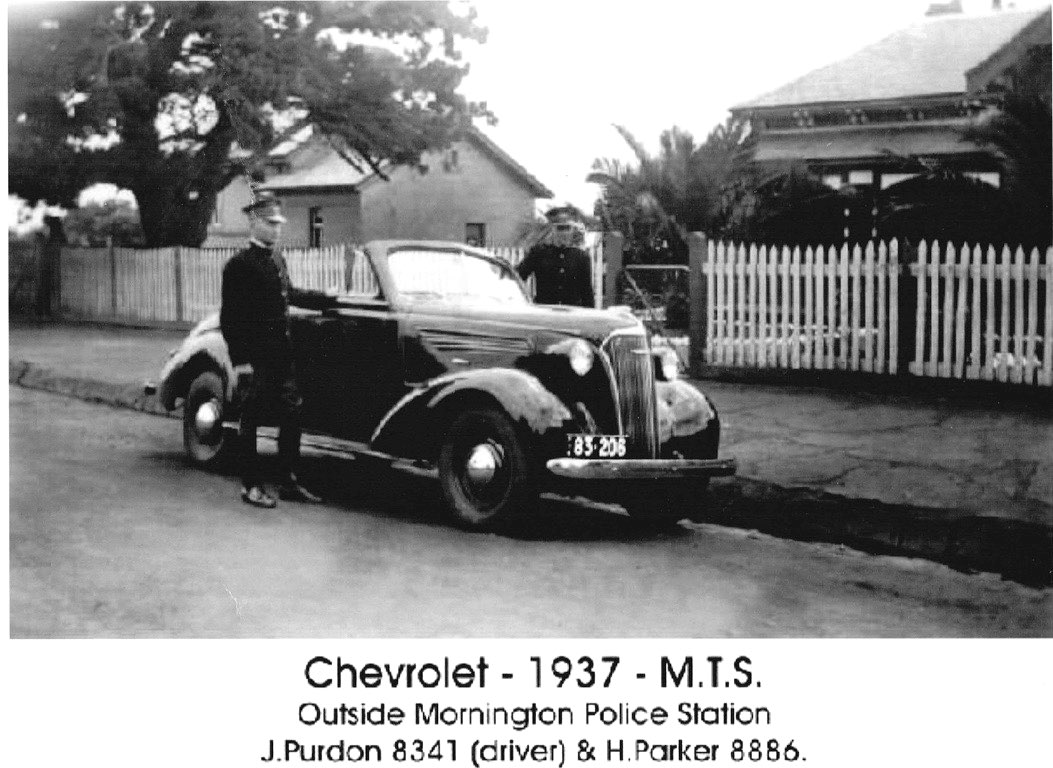 83·208
Chevrolet - 1937 - M.T.S.
Outside Mornington Police Station
J.Purdon 8341 (driver) & H.Parker 8886.